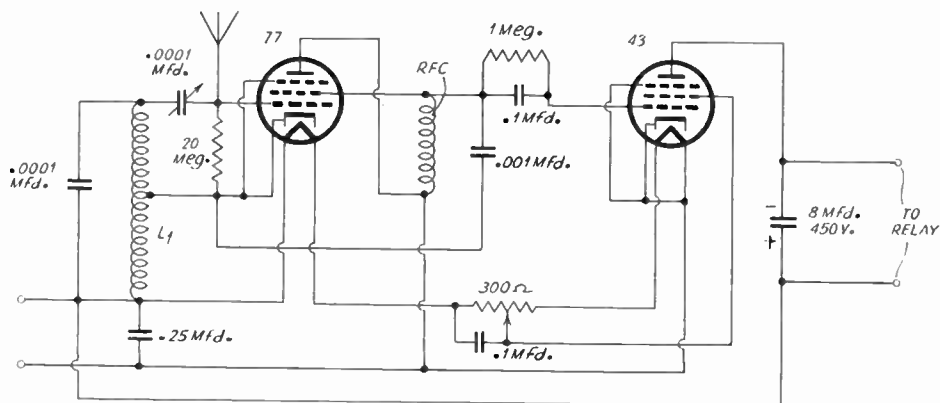 77
43
.0001
Mfd.
1 Meg.
RFC
.1Mfd.
20
Meg.
.0001
Mfd.
.001Mfd.
L1
8 Mfd.
450V.
-
+
TO
RELAY
300Ω
.25Mfd.
.1Mfd.